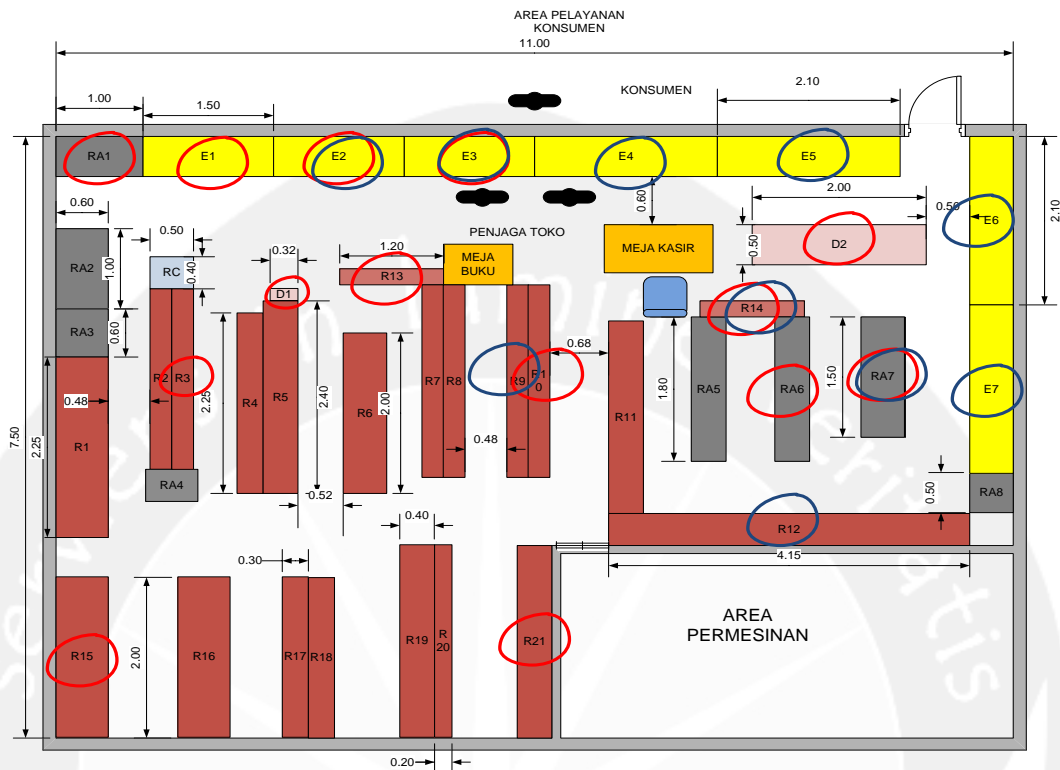 AREA PELAYANAN
KONSUMEN
11.00
1.00
1.50
KONSUMEN
2.10
RA1
E1
E2
E3
E4
E5
0.60
0.60
2.00
0.50
2.10
E6
RA2
1.00
0.50
0.32
1.20
PENJAGA TOKO
MEJA
BUKU
MEJA KASIR
0.50
D2
RC
0.40
D1
R13
R14
RA3
0.60
0.48
R1
R2
R3
2.25
R4
R5
2.40
R6
2.00
R7
R8
R9
R1
0
0.68
R11
1.80
RA5
RA6
1.50
RA7
E7
7.50
2.25
0.48
RA4
0.52
0.50
RA8
R12
0.40
0.30
4.15
AREA
PERMESINAN
R15
2.00
R16
R17
R18
R19
R
20
R21
0.20